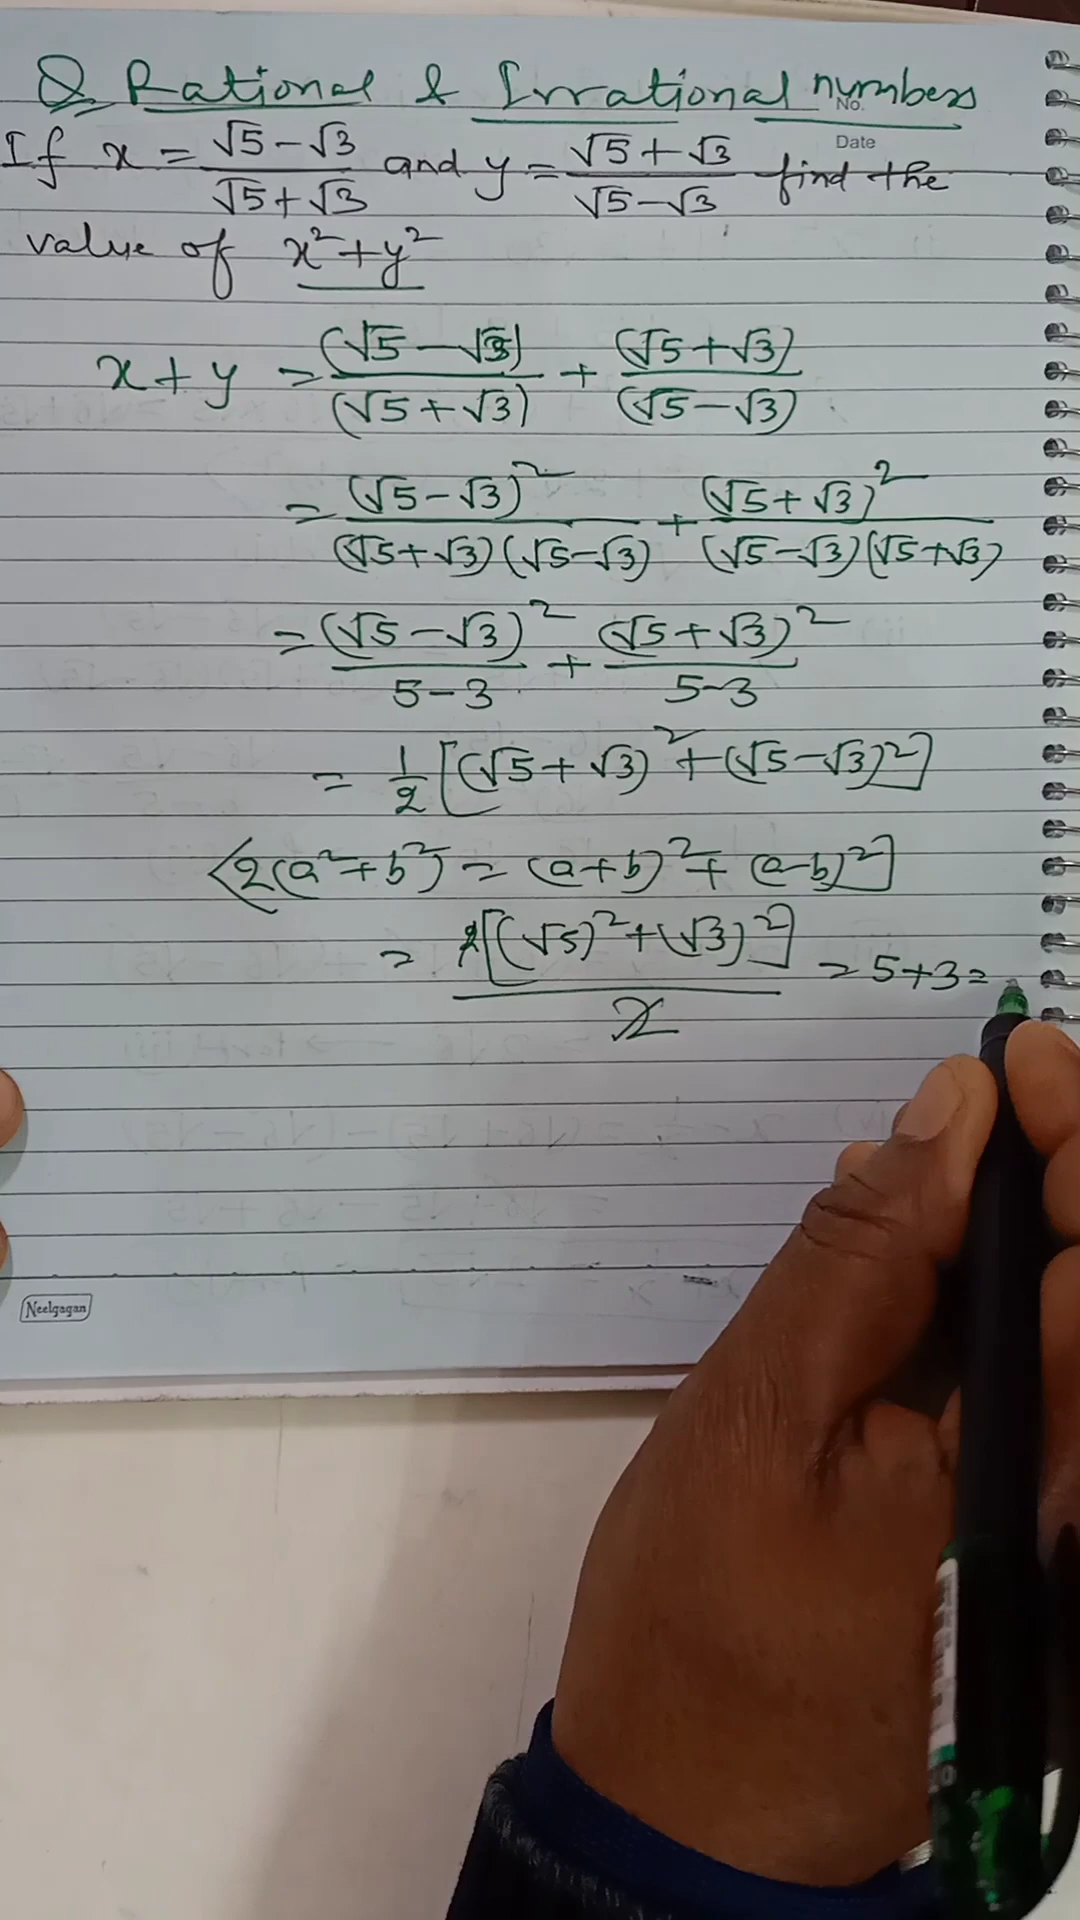 Q Rational & Irrational numbers
No.
Date
If x = √5-√3/√5+√3 and y = √5+√3/√5-√3 find the
value of x²+y²
x+y = (√5-√3)/(√5+√3) + (√5+√3)/(√5-√3)
= (√5-√3)²/(√5+√3)(√5-√3) + (√5+√3)²/(√5-√3)(√5+√3)
= (√5-√3)²/5-3 + (√5+√3)²/5-3
= 1/2 [(√5+√3)²+(√5-√3)²]
<2(a²+b²) = (a+b)²+(a-b)²]
= 2[(√5)²+(√3)²]/2 = 5+3=
Neelgagan